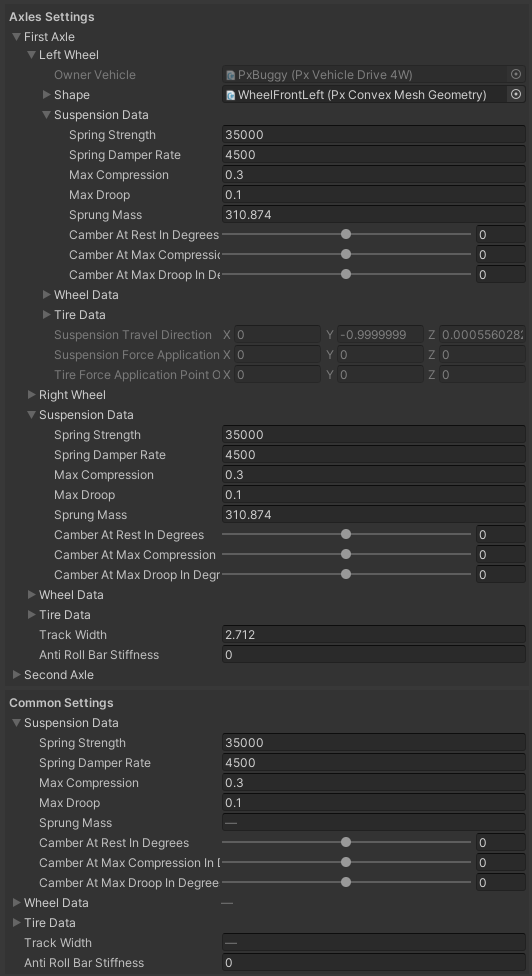 Axles Settings
First Axle
Left Wheel
Owner Vehicle PxBuggy (Px Vehicle Drive 4W)
Shape WheelFrontLeft (Px Convex Mesh Geometry)
Suspension Data
Spring Strength 35000
Spring Damper Rate 4500
Max Compression 0.3
Max Droop 0.1
Sprung Mass 310.874
Camber At Rest In Degrees 0
Camber At Max Compressic 0
Camber At Max Droop In De 0
Wheel Data
Tire Data
Suspension Travel Direction X 0 Y -0.9999999 Z 0.000556028
Suspension Force Application X 0 Y 0 Z 0
Tire Force Application Point O X 0 Y 0 Z 0
Right Wheel
Suspension Data
Spring Strength 35000
Spring Damper Rate 4500
Max Compression 0.3
Max Droop 0.1
Sprung Mass 310.874
Camber At Rest In Degrees 0
Camber At Max Compression 0
Camber At Max Droop In Degr 0
Wheel Data
Tire Data
Track Width 2.712
Anti Roll Bar Stiffness 0
Second Axle
Common Settings
Suspension Data
Spring Strength 35000
Spring Damper Rate 4500
Max Compression 0.3
Max Droop 0.1
Sprung Mass —
Camber At Rest In Degrees 0
Camber At Max Compression In 0
Camber At Max Droop In Degree 0
Wheel Data —
Tire Data
Track Width —
Anti Roll Bar Stiffness 0